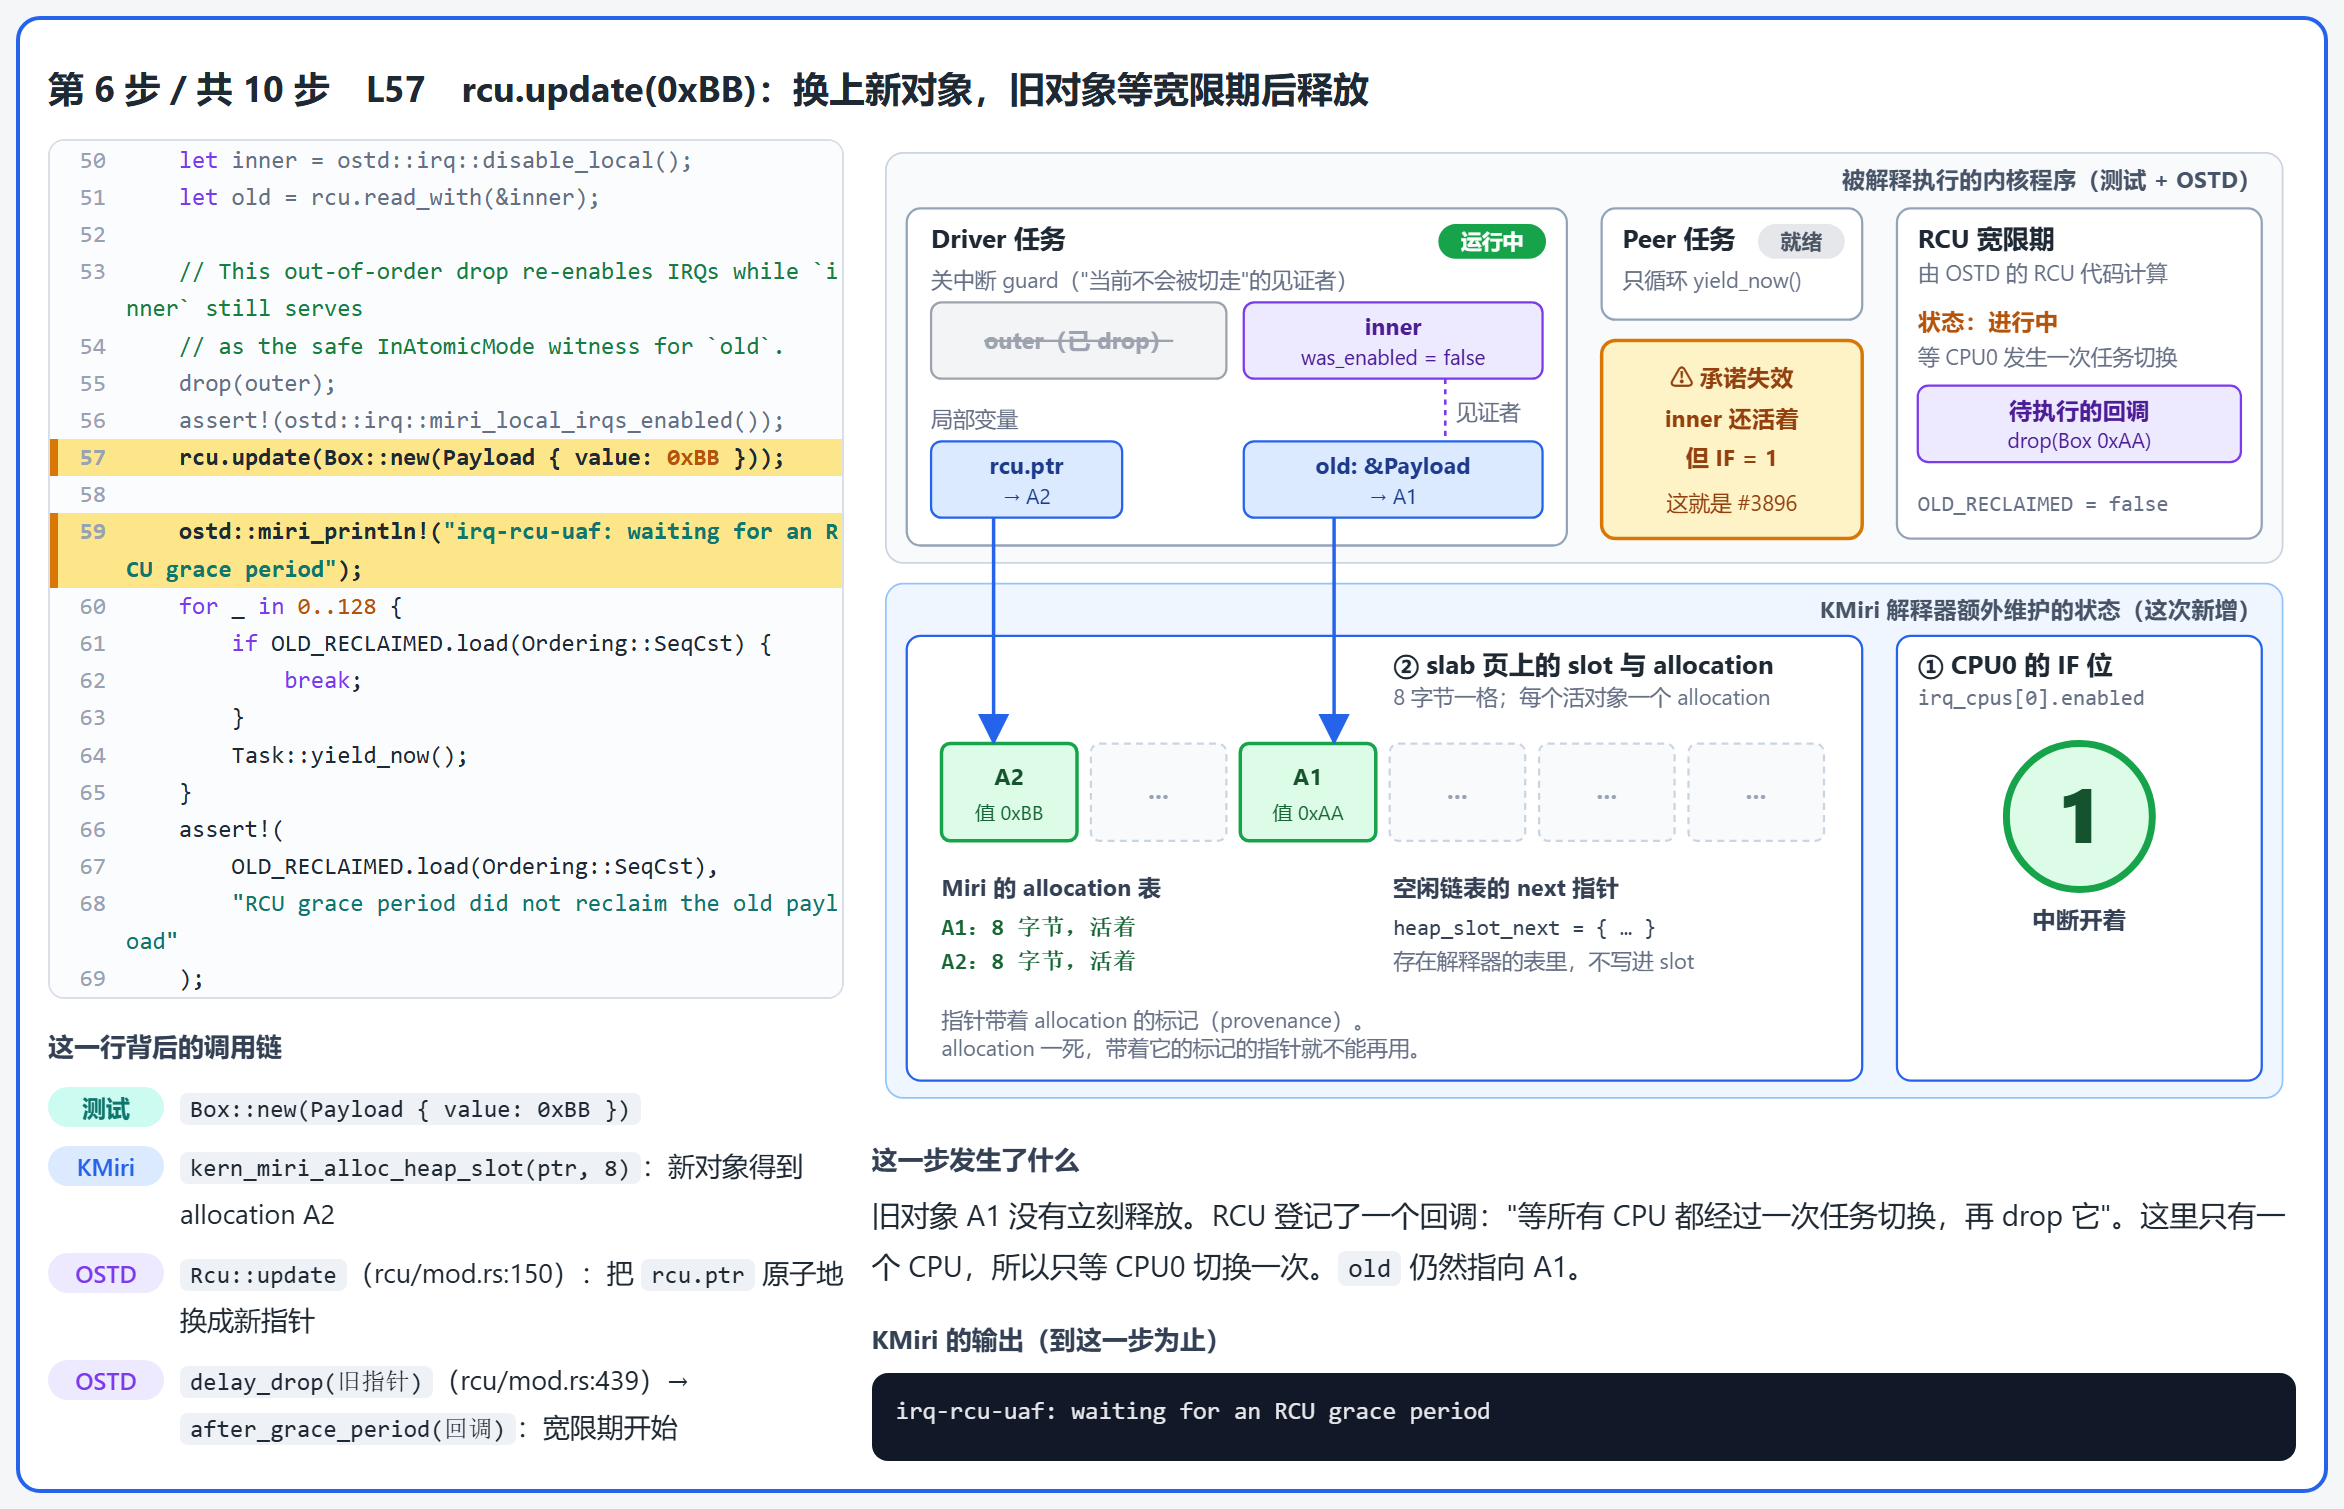 第 6 步 / 共 10 步 L57 rcu.update(0xBB)：换上新对象，旧对象等宽限期后释放
50 let inner = ostd::irq::disable_local();
51 let old = rcu.read_with(&inner);
52
53 // This out-of-order drop re-enables IRQs while `i
nner` still serves
54 // as the safe InAtomicMode witness for `old`.
55 drop(outer);
56 assert!(ostd::irq::miri_local_irqs_enabled());
57 rcu.update(Box::new(Payload { value: 0xBB }));
58
59 ostd::miri_println!("irq-rcu-uaf: waiting for an R
CU grace period");
60 for _ in 0..128 {
61 if OLD_RECLAIMED.load(Ordering::SeqCst) {
62 break;
63 }
64 Task::yield_now();
65 }
66 assert!(
67 OLD_RECLAIMED.load(Ordering::SeqCst),
68 "RCU grace period did not reclaim the old payl
oad"
69 );
这一行背后的调用链
测试 Box::new(Payload { value: 0xBB })
KMiri kern_miri_alloc_heap_slot(ptr, 8)：新对象得到
allocation A2
OSTD Rcu::update（rcu/mod.rs:150）：把 rcu.ptr 原子地
换成新指针
OSTD delay_drop(旧指针)（rcu/mod.rs:439）→
after_grace_period(回调)：宽限期开始
被解释执行的内核程序（测试 + OSTD）
Driver 任务
运行中
关中断 guard（"当前不会被切走"的见证者）
outer（已 drop）
inner
was_enabled = false
见证者
局部变量
rcu.ptr
→ A2
old: &Payload
→ A1
Peer 任务
就绪
只循环 yield_now()
⚠ 承诺失效
inner 还活着
但 IF = 1
这就是 #3896
RCU 宽限期
由 OSTD 的 RCU 代码计算
状态：进行中
等 CPU0 发生一次任务切换
待执行的回调
drop(Box 0xAA)
OLD_RECLAIMED = false
KMiri 解释器额外维护的状态（这次新增）
② slab 页上的 slot 与 allocation
8 字节一格；每个活对象一个 allocation
A2
值 0xBB
...
A1
值 0xAA
...
...
...
Miri 的 allocation 表
A1: 8 字节，活着
A2: 8 字节，活着
空闲链表的 next 指针
heap_slot_next = { … }
存在解释器的表里，不写进 slot
指针带着 allocation 的标记（provenance）。
allocation 一死，带着它的标记的指针就不能再用。
① CPU0 的 IF 位
irq_cpus[0].enabled
1
中断开着
这一步发生了什么
旧对象 A1 没有立刻释放。RCU 登记了一个回调："等所有 CPU 都经过一次任务切换，再 drop 它"。这里只有一
个 CPU，所以只等 CPU0 切换一次。old 仍然指向 A1。
KMiri 的输出（到这一步为止）
irq-rcu-uaf: waiting for an RCU grace period